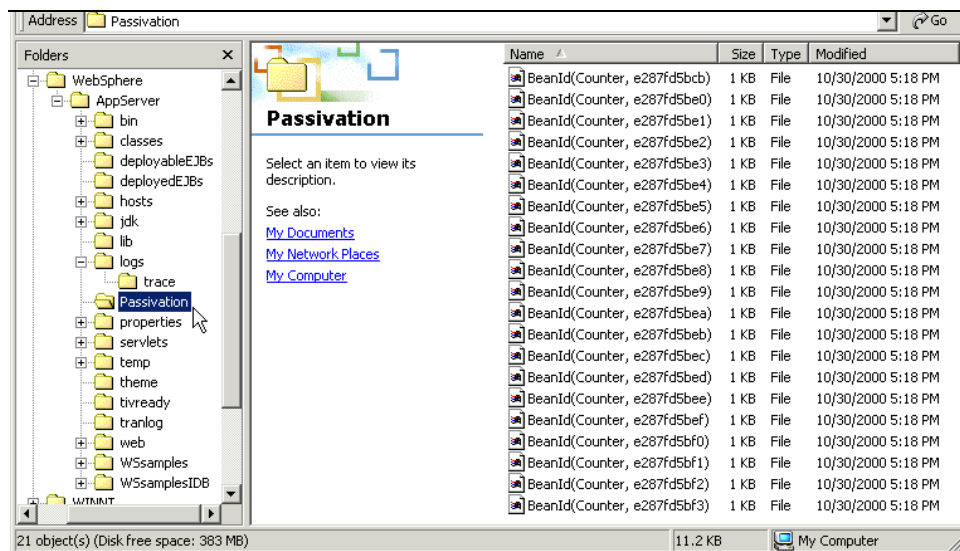 Address Passivation Go
Folders
WebSphere
AppServer
bin
classes
deployableEJBs
deployedEJBs
hosts
jdk
lib
logs
trace
Passivation
properties
servlets
temp
theme
tivready
tranlog
web
WSsamples
WSsamplesIDB
WINNT
Passivation
Select an item to view its
description.
See also:
My Documents
My Network Places
My Computer
Name Size Type Modified
BeanId(Counter, e287fd5bcb) 1 KB File 10/30/2000 5:18 PM
BeanId(Counter, e287fd5be0) 1 KB File 10/30/2000 5:18 PM
BeanId(Counter, e287fd5be1) 1 KB File 10/30/2000 5:18 PM
BeanId(Counter, e287fd5be2) 1 KB File 10/30/2000 5:18 PM
BeanId(Counter, e287fd5be3) 1 KB File 10/30/2000 5:18 PM
BeanId(Counter, e287fd5be4) 1 KB File 10/30/2000 5:18 PM
BeanId(Counter, e287fd5be5) 1 KB File 10/30/2000 5:18 PM
BeanId(Counter, e287fd5be6) 1 KB File 10/30/2000 5:18 PM
BeanId(Counter, e287fd5be7) 1 KB File 10/30/2000 5:18 PM
BeanId(Counter, e287fd5be8) 1 KB File 10/30/2000 5:18 PM
BeanId(Counter, e287fd5be9) 1 KB File 10/30/2000 5:18 PM
BeanId(Counter, e287fd5bea) 1 KB File 10/30/2000 5:18 PM
BeanId(Counter, e287fd5beb) 1 KB File 10/30/2000 5:18 PM
BeanId(Counter, e287fd5bec) 1 KB File 10/30/2000 5:18 PM
BeanId(Counter, e287fd5bed) 1 KB File 10/30/2000 5:18 PM
BeanId(Counter, e287fd5bee) 1 KB File 10/30/2000 5:18 PM
BeanId(Counter, e287fd5bef) 1 KB File 10/30/2000 5:18 PM
BeanId(Counter, e287fd5bf0) 1 KB File 10/30/2000 5:18 PM
BeanId(Counter, e287fd5bf1) 1 KB File 10/30/2000 5:18 PM
BeanId(Counter, e287fd5bf2) 1 KB File 10/30/2000 5:18 PM
BeanId(Counter, e287fd5bf3) 1 KB File 10/30/2000 5:18 PM
21 object(s) (Disk free space: 383 MB) 11.2 KB My Computer